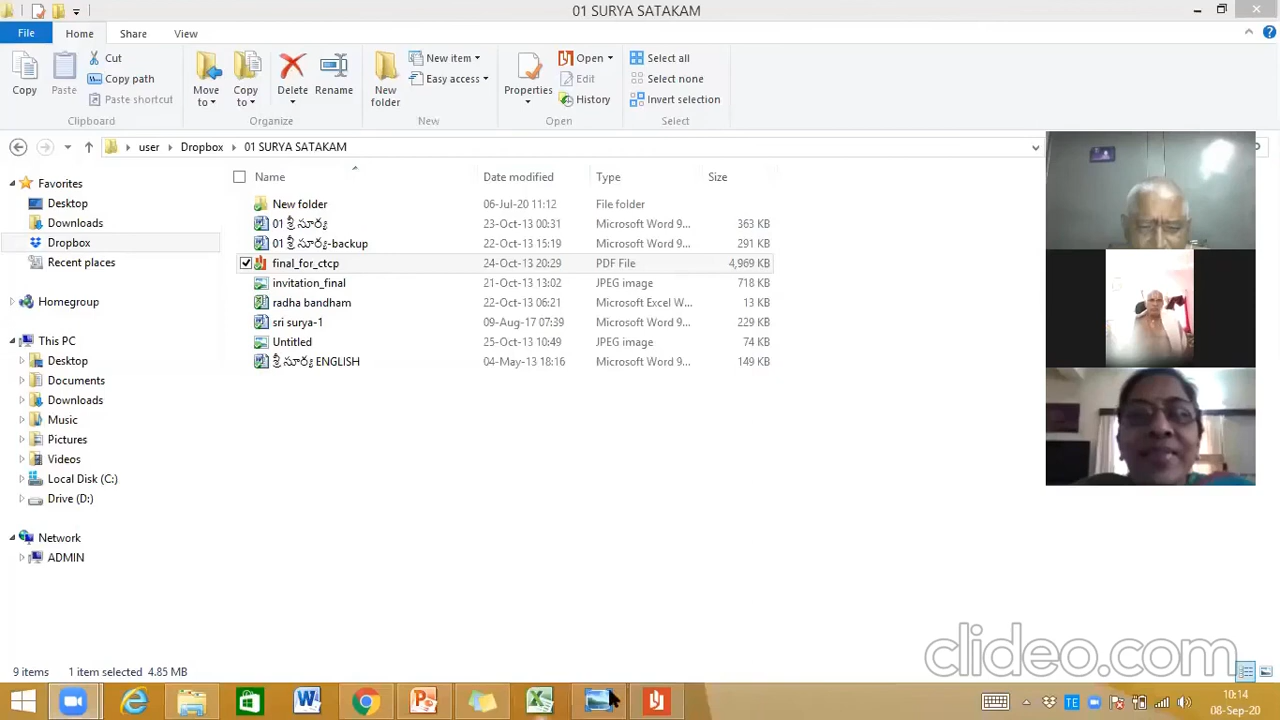 01 SURYA SATAKAM
File Home Share View
Copy Paste Cut Copy path Paste shortcut
Move to Copy to Delete Rename New folder
New item Easy access Properties Open Edit History
Select all Select none Invert selection
Clipboard Organize New Open Select
user Dropbox 01 SURYA SATAKAM
Name Date modified Type Size
New folder 06-Jul-20 11:12 File folder
01 శ్రీ సూర్య 23-Oct-13 00:31 Microsoft Word 9... 363 KB
01 శ్రీ సూర్య-backup 22-Oct-13 15:19 Microsoft Word 9... 291 KB
final_for_ctcp 24-Oct-13 20:29 PDF File 4,969 KB
invitation_final 21-Oct-13 13:02 JPEG image 718 KB
radha bandham 22-Oct-13 06:21 Microsoft Excel W... 13 KB
sri surya-1 09-Aug-17 07:39 Microsoft Word 9... 229 KB
Untitled 25-Oct-13 10:49 JPEG image 74 KB
శ్రీ సూర్య ENGLISH 04-May-13 18:16 Microsoft Word 9... 149 KB
Favorites
Desktop
Downloads
Dropbox
Recent places
Homegroup
This PC
Desktop
Documents
Downloads
Music
Pictures
Videos
Local Disk (C:)
Drive (D:)
Network
ADMIN
clideo.com
9 items 1 item selected 4.85 MB
TE
10:14
08-Sep-20